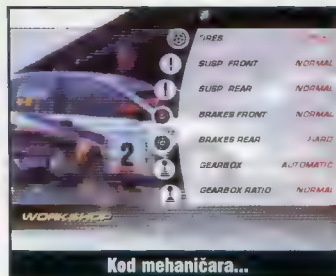 TIRES
SUSP FRONT NORMAL
SUSP REAR NORMAL
BRAKES FRONT NORMAL
BRAKES REAR HARD
GEARBOX AUTOMATIC
GEARBOX RATIO NORMAL
2
WORKSHOP
Kod mehaničara...